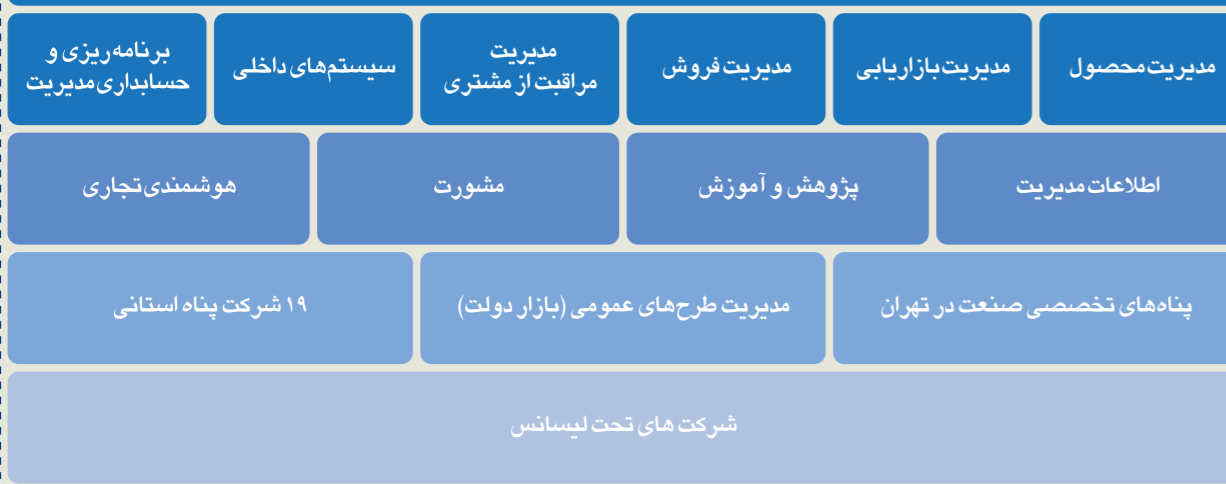 مدیریت محصول
مدیریت بازاریابی
مدیریت فروش
مدیریت
مراقبت از مشتری
سیستم‌های داخلی
برنامه‌ریزی و
حسابداری مدیریت
اطلاعات مدیریت
پژوهش و آموزش
مشورت
هوشمندی تجاری
پناه‌های تخصصی صنعت در تهران
مدیریت طرح‌های عمومی (بازار دولت)
۱۹ شرکت پناه استانی
شرکت های تحت لیسانس